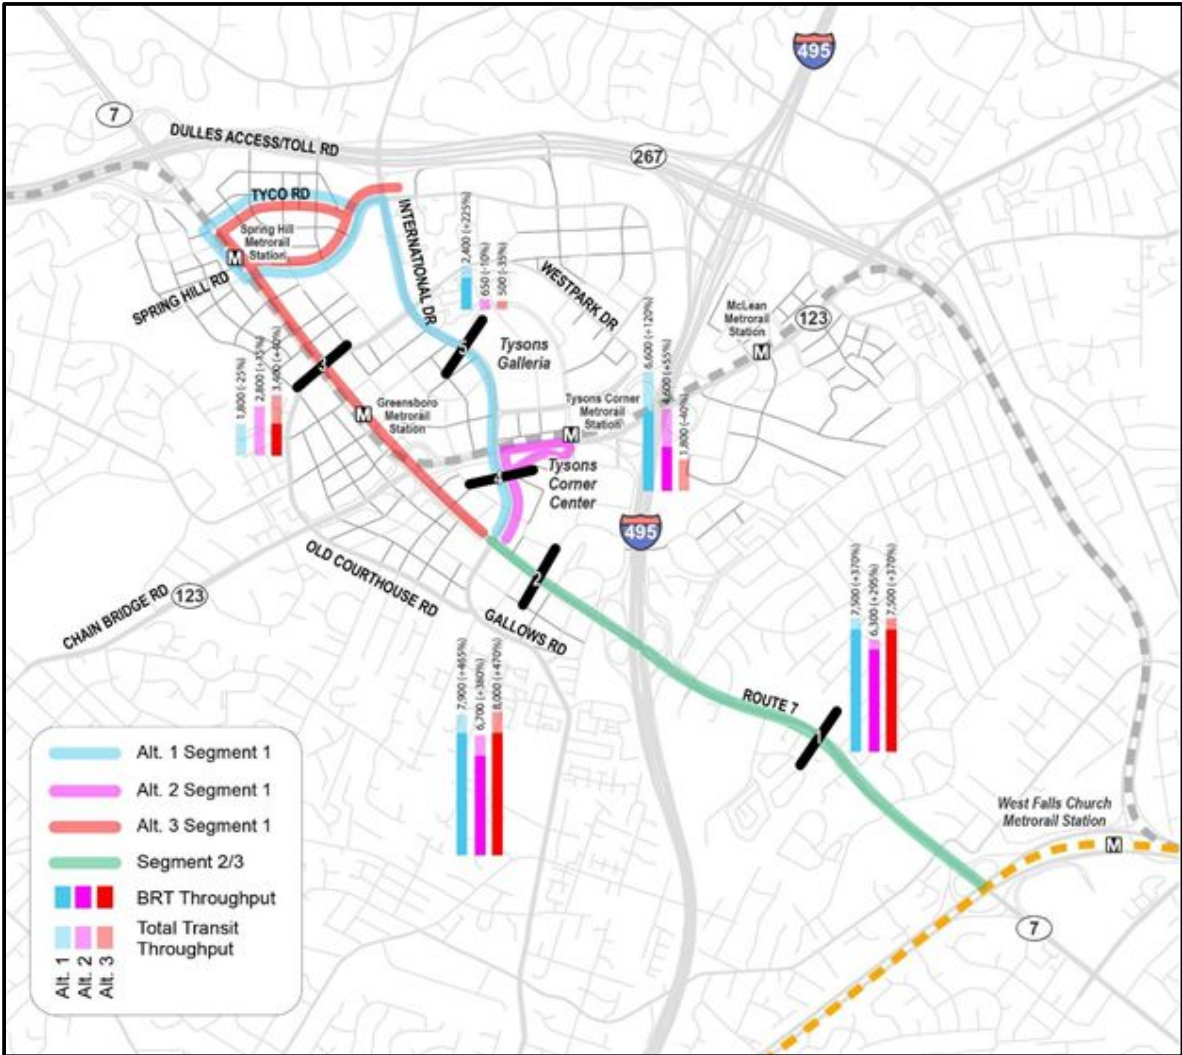 495
7
DULLES ACCESS/TOLL RD
267
TYCO RD
INTERNATIONAL DR
Spring Hill
Metrorail
Station
SPRING HILL RD
2,400 (+225%)
650 (-10%)
500 (-35%)
WESTPARK DR
McLean
Metrorail
Station
123
M
M
5
Tysons
Galleria
3
1,800 (-25%)
2,800 (+15%)
3,400 (+40%)
M
Greensboro
Metrorail
Station
Tysons Corner
Metrorail
Station
M
6,600 (+120%)
4,600 (+55%)
1,800 (-40%)
4
Tysons
Corner
Center
495
OLD COURTHOUSE RD
2
GALLOWS RD
CHAIN BRIDGE RD
123
7,500 (+370%)
6,300 (+295%)
7,500 (+370%)
7,900 (+465%)
6,700 (+380%)
8,000 (+470%)
ROUTE 7
1
West Falls Church
Metrorail Station
M
7
Alt. 1 Segment 1
Alt. 2 Segment 1
Alt. 3 Segment 1
Segment 2/3
BRT Throughput
Total Transit
Throughput
Alt. 1
Alt. 2
Alt. 3